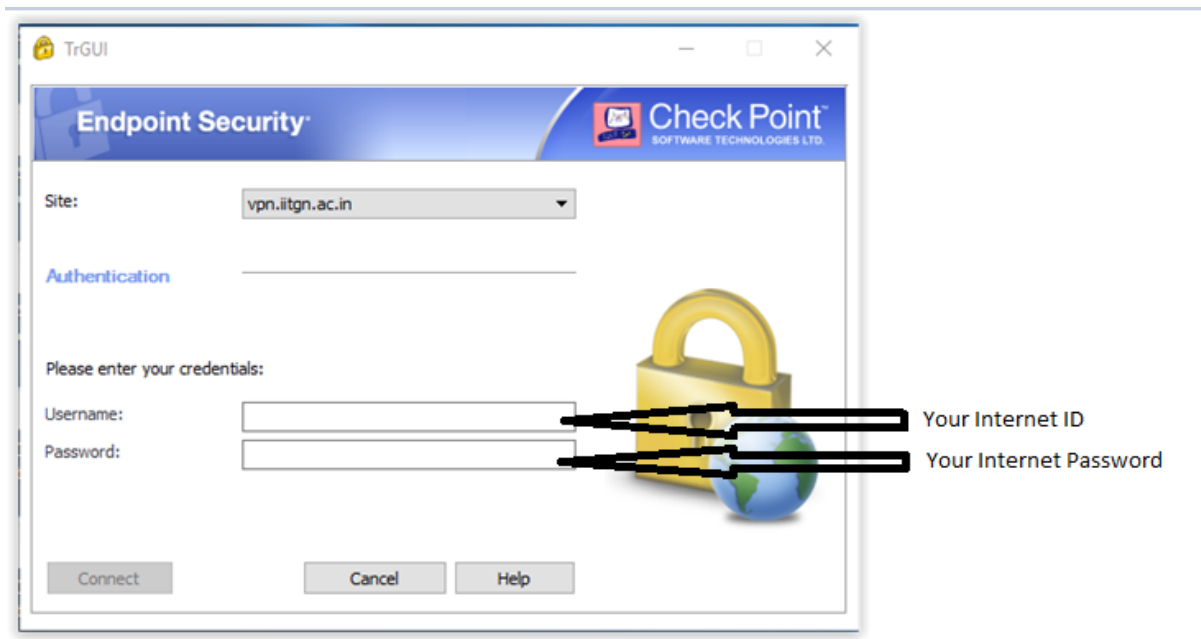 TrGUI
Endpoint Security
Check Point™
SOFTWARE TECHNOLOGIES LTD.
Site: vpn.iitgn.ac.in
Authentication
Please enter your credentials:
Username: Your Internet ID
Password: Your Internet Password
Connect Cancel Help